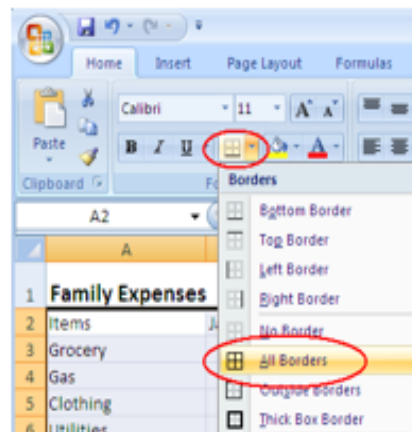 Home Insert Page Layout Formulas
Calibri 11 A A
Paste B I U A
Clipboard
Borders
A2
Bottom Border
Top Border
Left Border
Right Border
No Border
All Borders
Outside Borders
Thick Box Border
A
1 Family Expenses
2 Items
3 Grocery
4 Gas
5 Clothing
6 Utilities